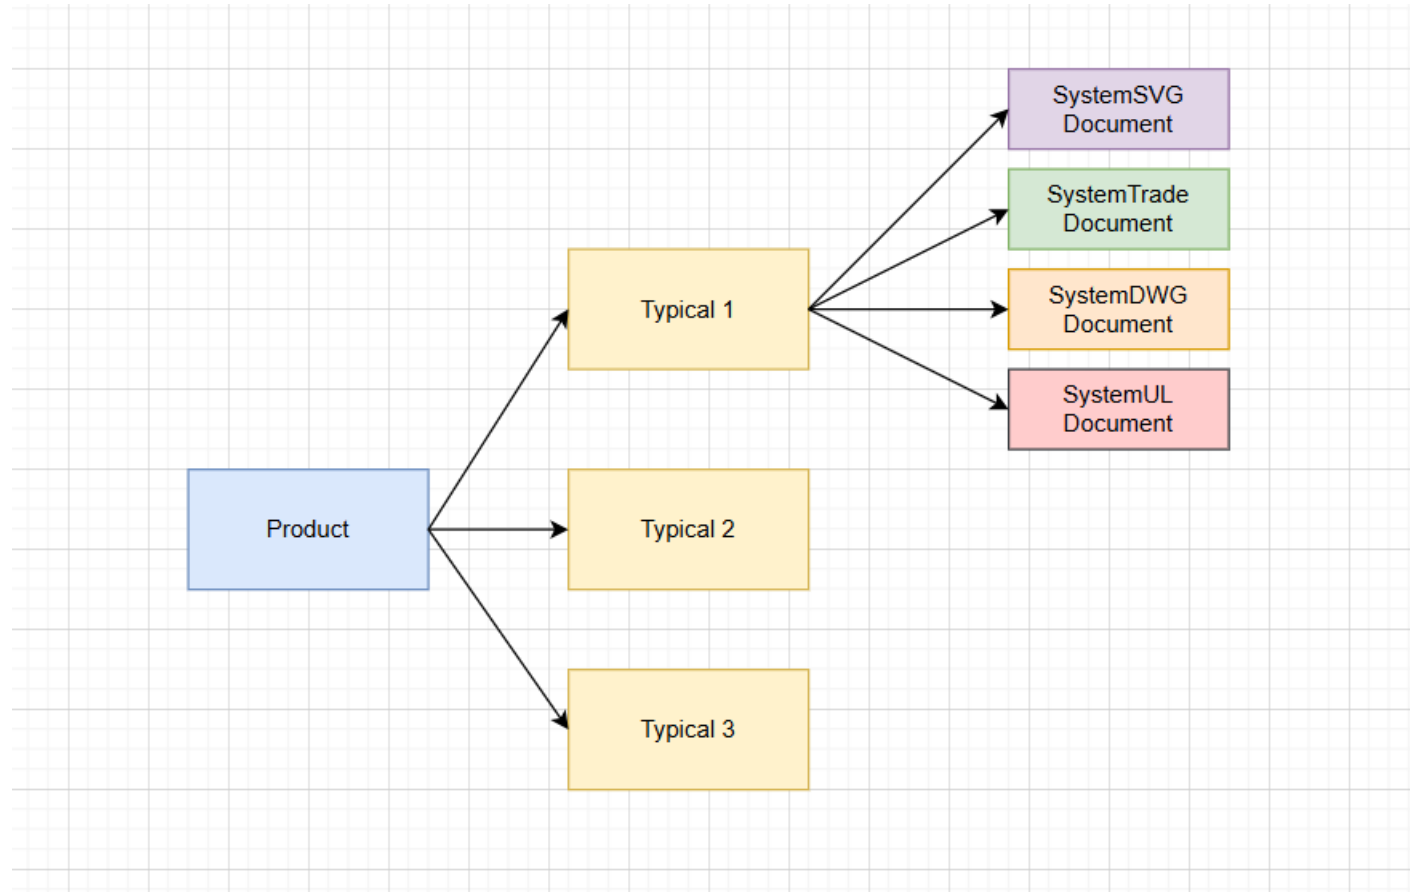 SystemSVG
Document
SystemTrade
Document
Typical 1
SystemDWG
Document
SystemUL
Document
Product
Typical 2
Typical 3